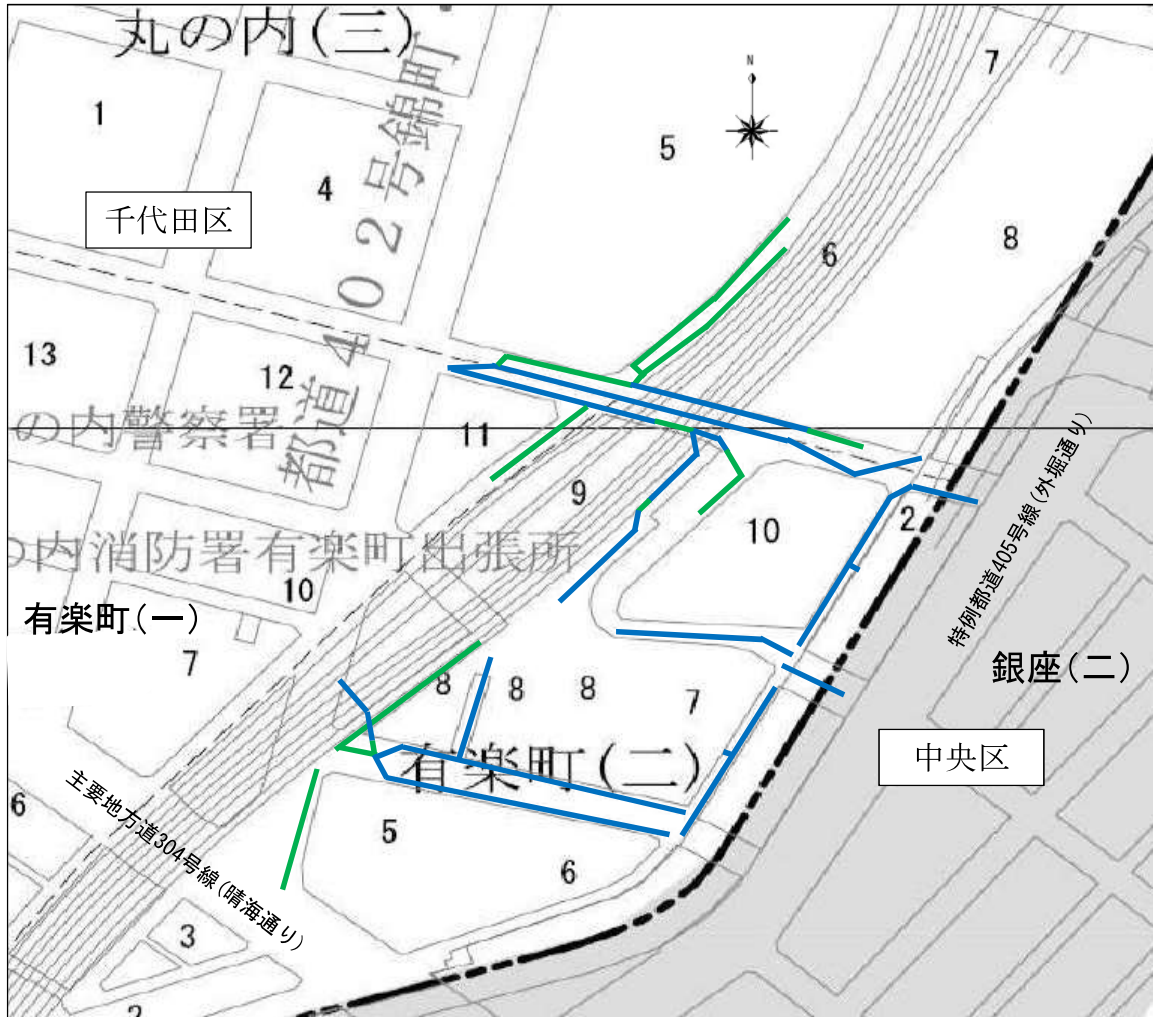 丸の内(三)
N
7
1
5
4
千代田区
6
8
都道402号錦町
13
12
の内警察署
11
9
10
2
特例都道405号線(外堀通り)
の内消防署有楽町出張所
10
有楽町(一)
7
銀座(二)
8
8
8
7
有楽町(二)
中央区
主要地方道304号線(晴海通り)
6
5
6
3
2